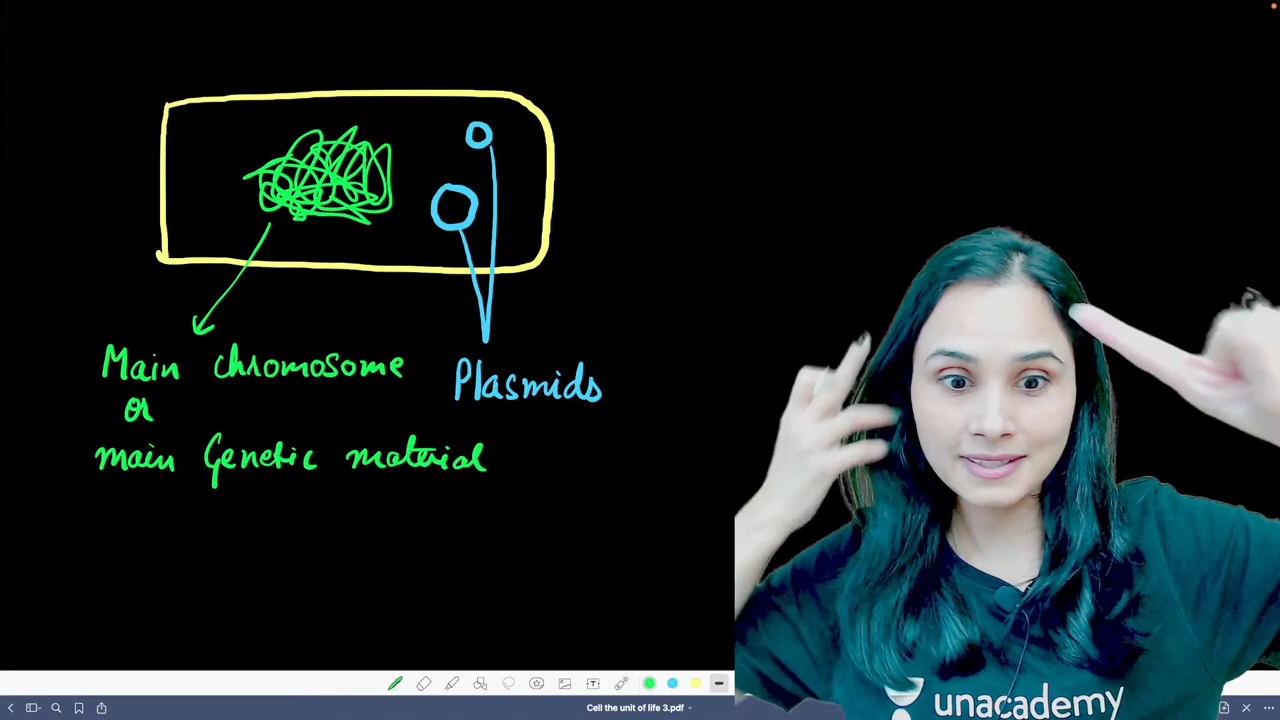 Main chromosome
or
main Genetic material
Plasmids
unacademy
Cell the unit of life 3.pdf